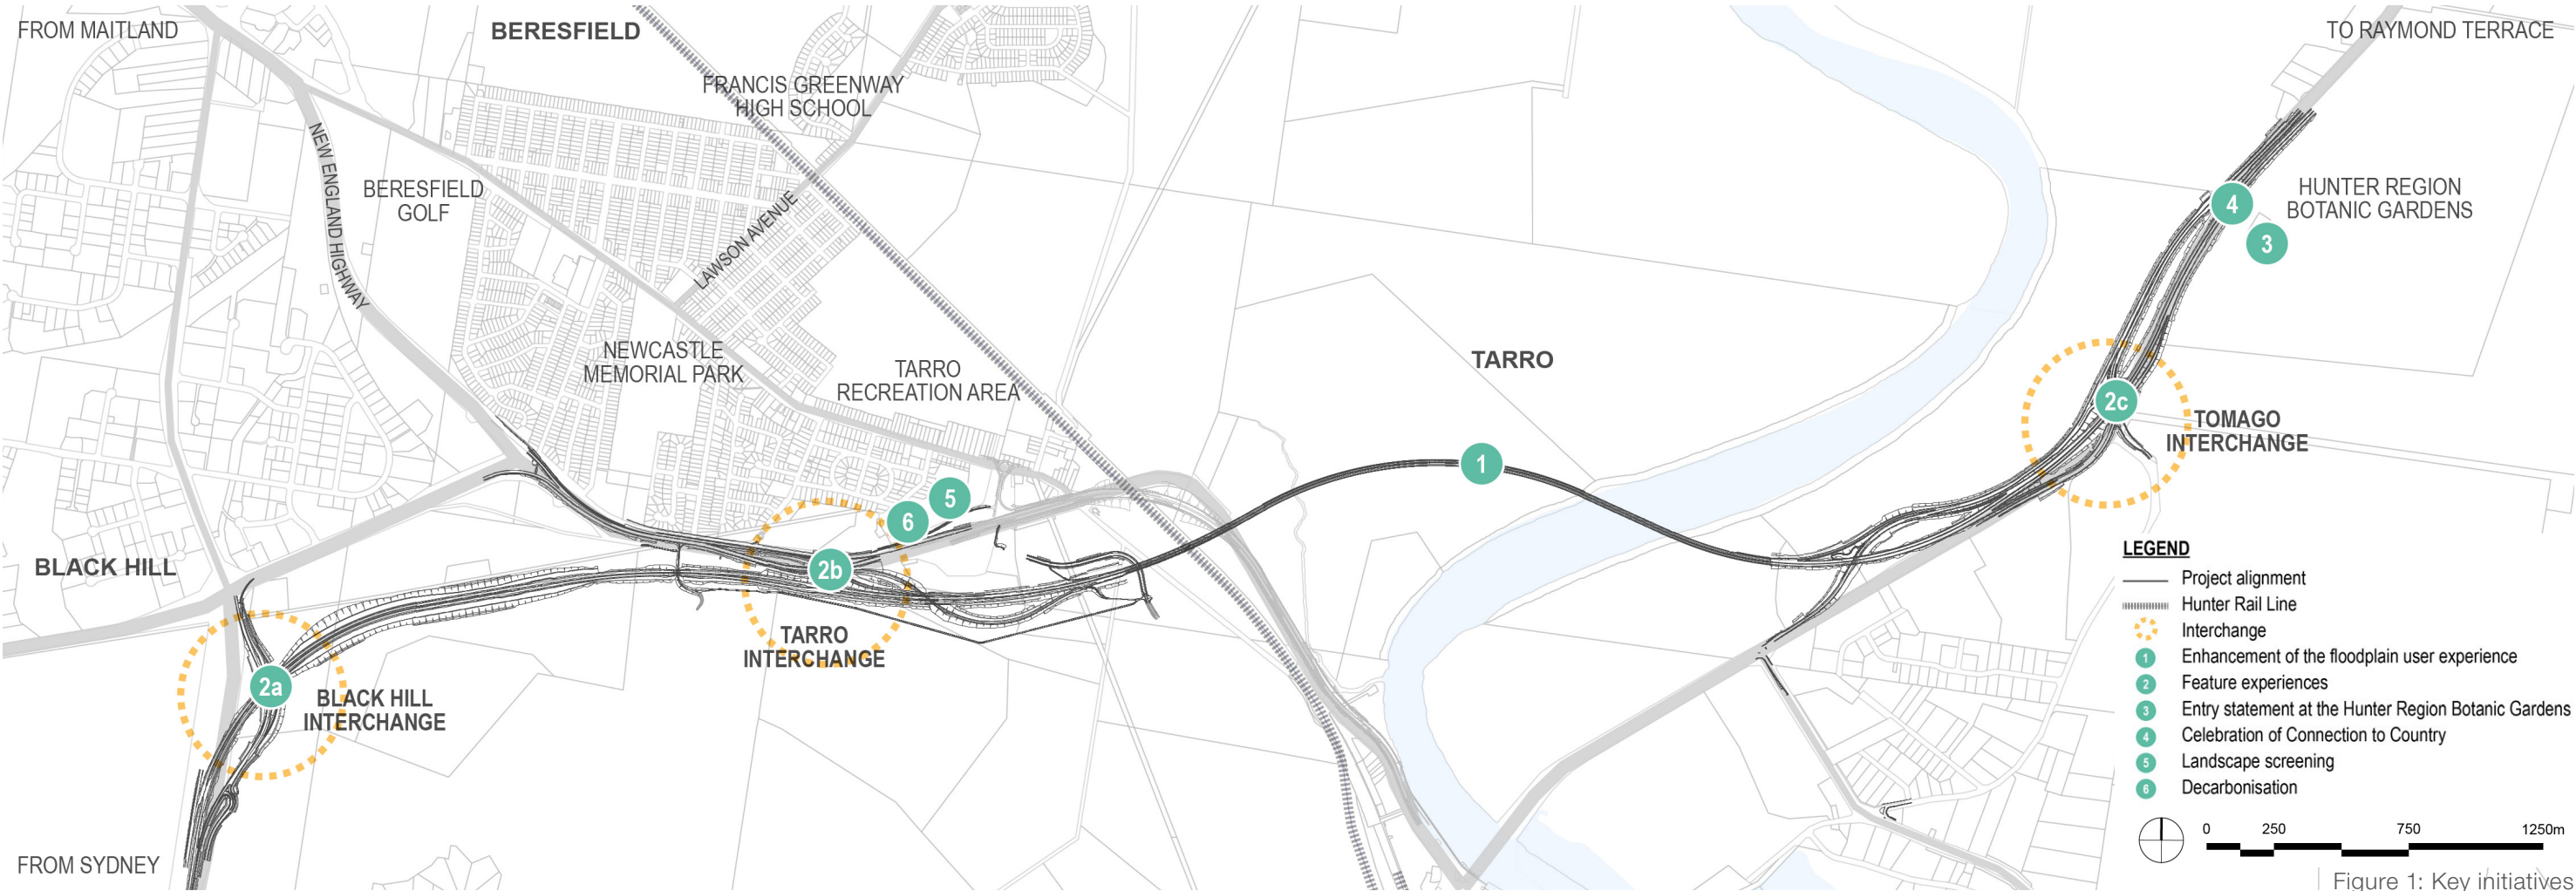 FROM MAITLAND
BERESFIELD
TO RAYMOND TERRACE
FRANCIS GREENWAY
HIGH SCHOOL
NEW ENGLAND HIGHWAY
BERESFIELD
GOLF
LAWSON AVENUE
HUNTER REGION
BOTANIC GARDENS
4
3
NEWCASTLE
MEMORIAL PARK
TARRO
RECREATION AREA
TARRO
2c
TOMAGO
INTERCHANGE
1
5
6
2b
BLACK HILL
TARRO
INTERCHANGE
2a
BLACK HILL
INTERCHANGE
FROM SYDNEY
LEGEND
Project alignment
Hunter Rail Line
Interchange
1 Enhancement of the floodplain user experience
2 Feature experiences
3 Entry statement at the Hunter Region Botanic Gardens
4 Celebration of Connection to Country
5 Landscape screening
6 Decarbonisation
0 250 750 1250m
Figure 1: Key initiatives